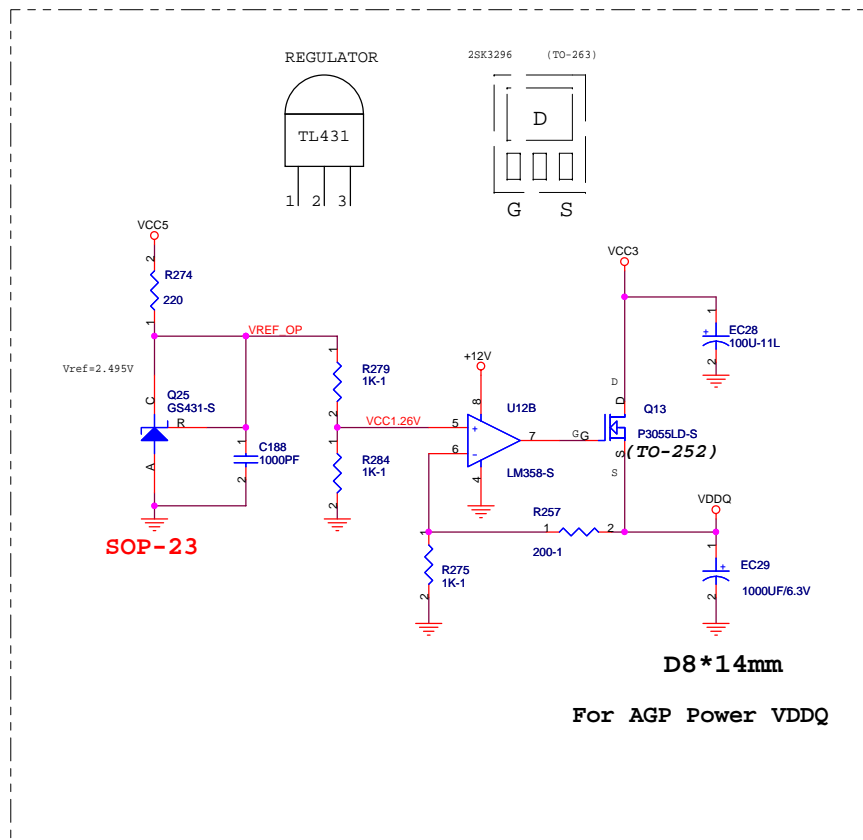 REGULATOR
2SK3296 (TO-263)
TL431
D
1 2 3
G S
VCC5
2
R274
220
1
VREF_OP
Vref=2.495V
C
Q25
GS431-S
R
A
1
C188
1000PF
2
1
R279
1K-1
2
VCC1.26V
1
R284
1K-1
2
SOP-23
+12V
8
U12B
5
+
6
-
7
4
LM358-S
VCC3
1
EC28
+
100U-11L
2
D
D
Q13
G G
P3055LD-S
S
(TO-252)
S
R257
1 2
200-1
VDDQ
1
R275
1K-1
2
1
EC29
+
1000UF/6.3V
2
D8*14mm
For AGP Power VDDQ